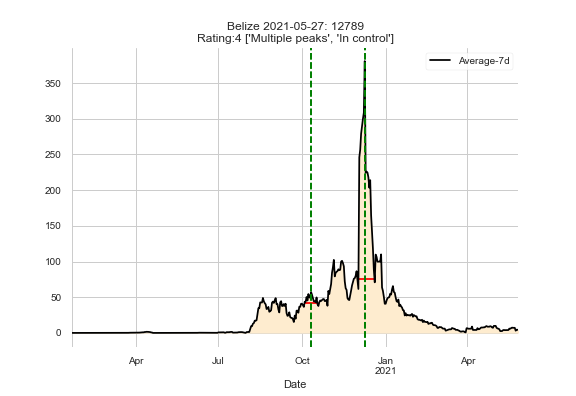 Belize 2021-05-27: 12789
Rating:4 ['Multiple peaks', 'In control']
Average-7d
350
300
250
200
150
100
50
0
Apr
Jul
Oct
Jan
2021
Apr
Date